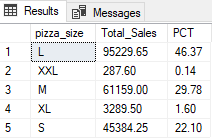 Results Messages
pizza_size Total_Sales PCT
1 L 95229.65 46.37
2 XXL 287.60 0.14
3 M 61159.00 29.78
4 XL 3289.50 1.60
5 S 45384.25 22.10